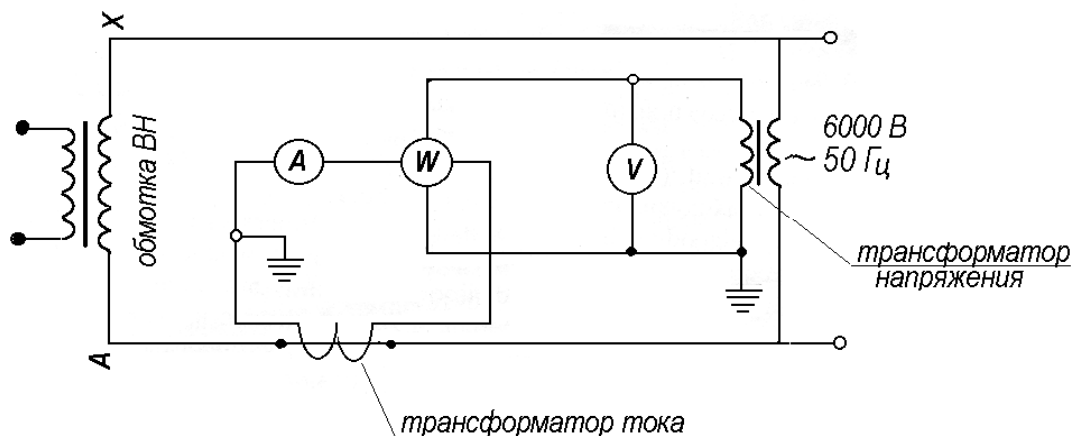 X
обмотка ВН
A
A
W
V
6000 В
~ 50 Гц
трансформатор
напряжения
трансформатор тока